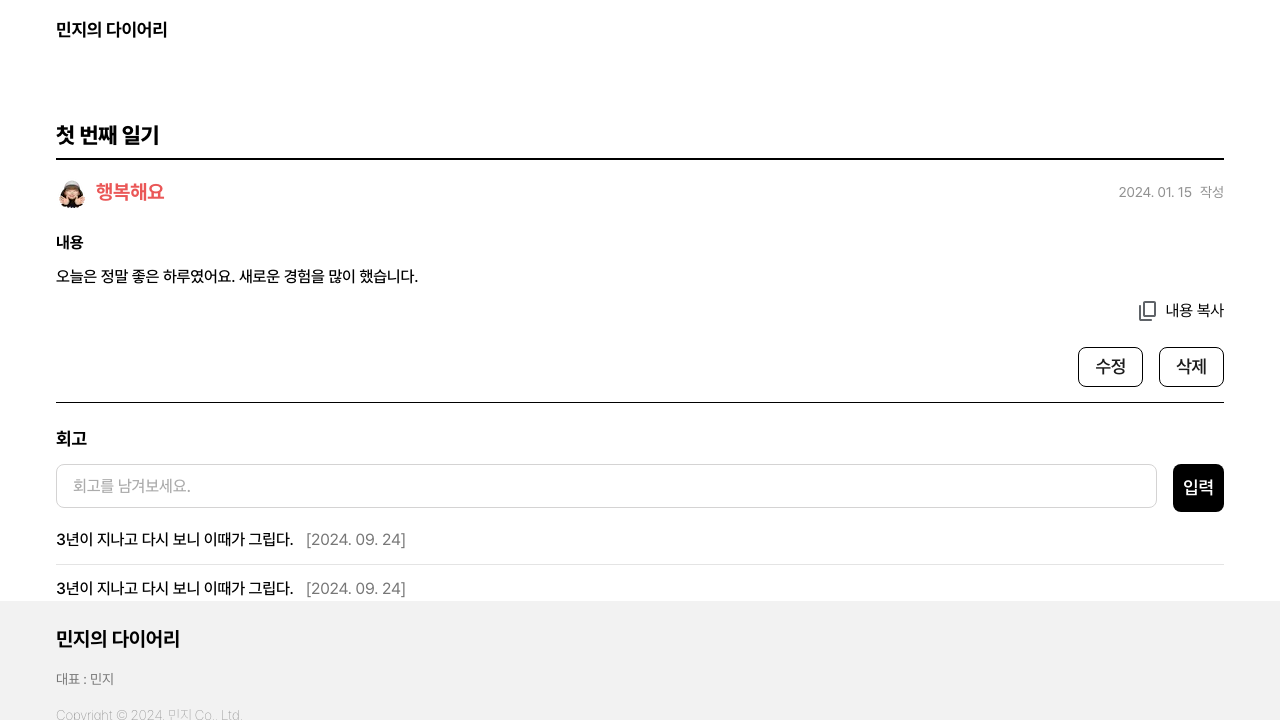 민지의 다이어리
첫 번째 일기
행복해요
2024. 01. 15 작성
내용
오늘은 정말 좋은 하루였어요. 새로운 경험을 많이 했습니다.
내용 복사
수정 삭제
회고
회고를 남겨보세요.
입력
3년이 지나고 다시 보니 이때가 그립다. [2024. 09. 24]
3년이 지나고 다시 보니 이때가 그립다. [2024. 09. 24]
민지의 다이어리
대표 : 민지
Copyright © 2024. 민지 Co., Ltd.